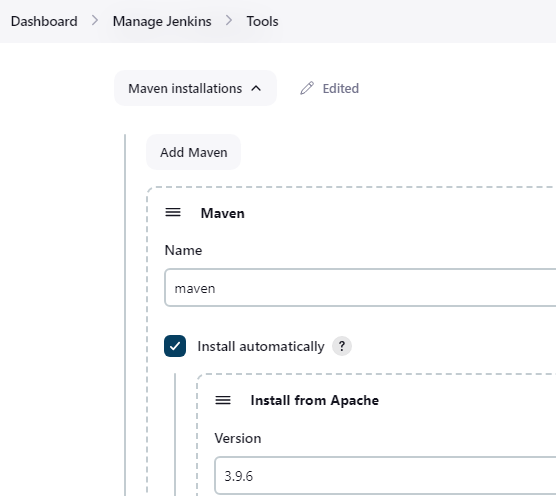 Dashboard > Manage Jenkins > Tools
Maven installations Edited
Add Maven
Maven
Name
maven
Install automatically ?
Install from Apache
Version
3.9.6